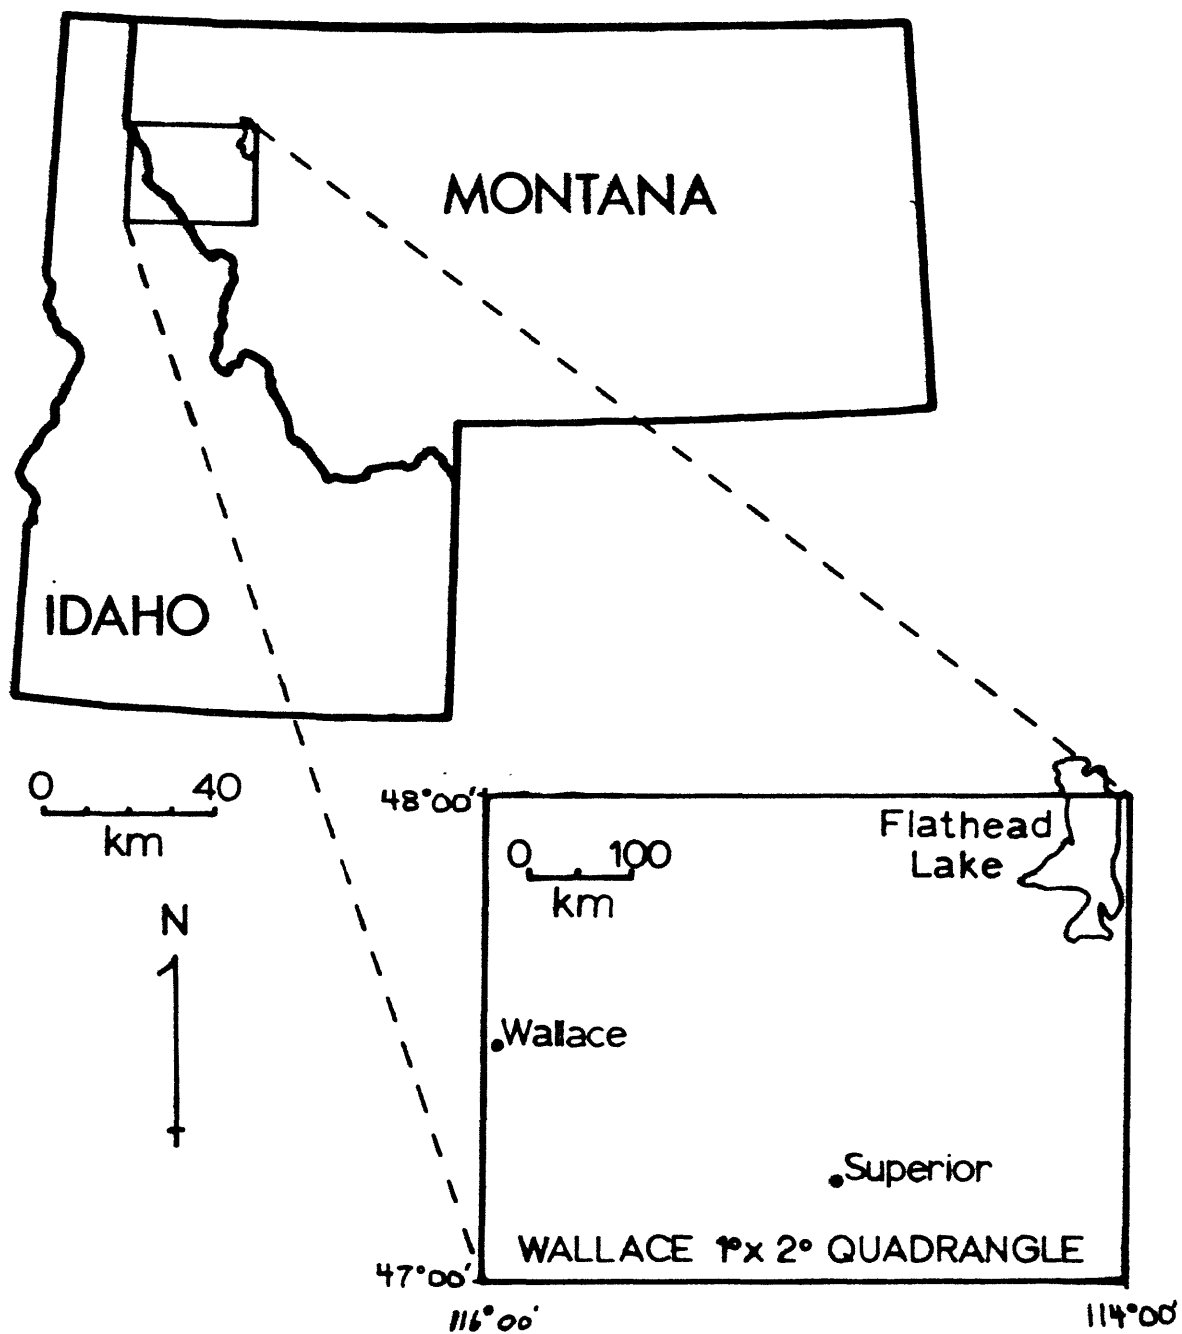 MONTANA
IDAHO
0 40
km
N
48°00'
Flathead
Lake
0 100
km
Wallace
Superior
WALLACE 1° x 2° QUADRANGLE
47°00'
116°00'
114°00'